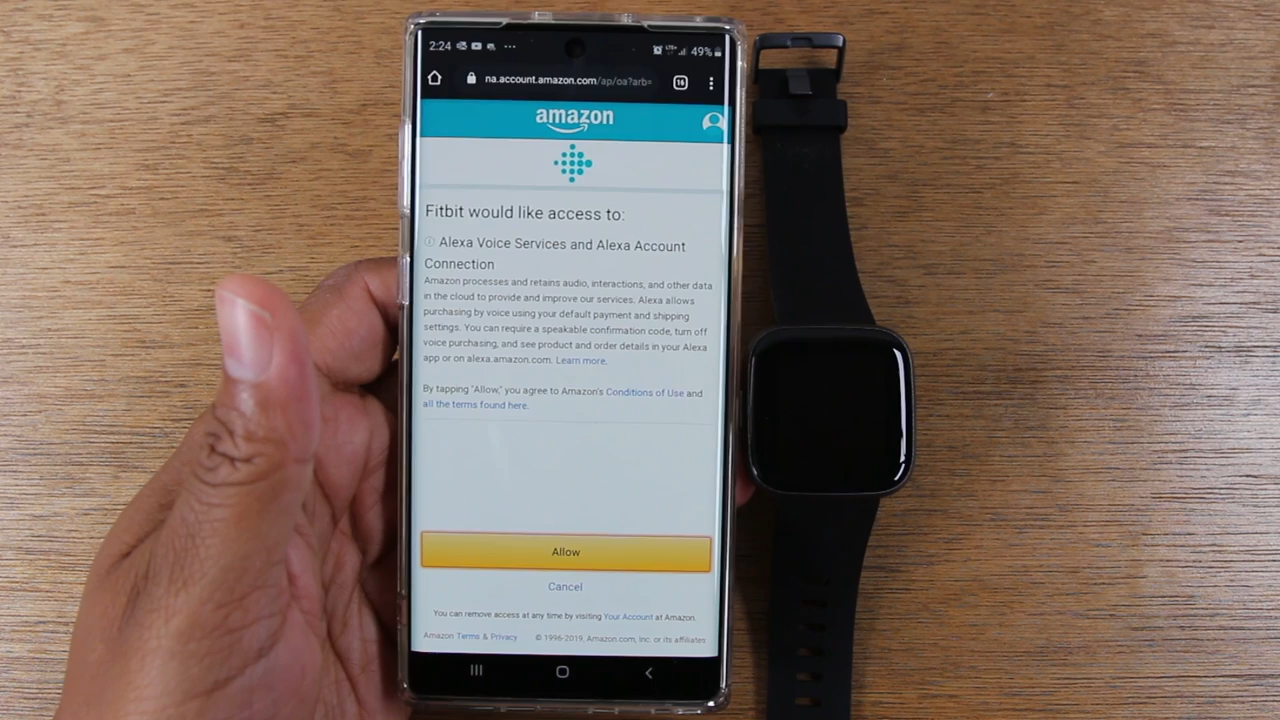 2:24 ... LTE+ 49%
na.account.amazon.com/ap/oa?arb= 16
amazon
Fitbit would like access to:
Alexa Voice Services and Alexa Account
Connection
Amazon processes and retains audio, interactions, and other data
in the cloud to provide and improve our services. Alexa allows
purchasing by voice using your default payment and shipping
settings. You can require a speakable confirmation code, turn off
voice purchasing, and see product and order details in your Alexa
app or on alexa.amazon.com. Learn more.
By tapping "Allow," you agree to Amazon's Conditions of Use and
all the terms found here.
Allow
Cancel
You can remove access at any time by visiting Your Account at Amazon.
Amazon Terms & Privacy © 1996-2019, Amazon.com, Inc. or its affiliates